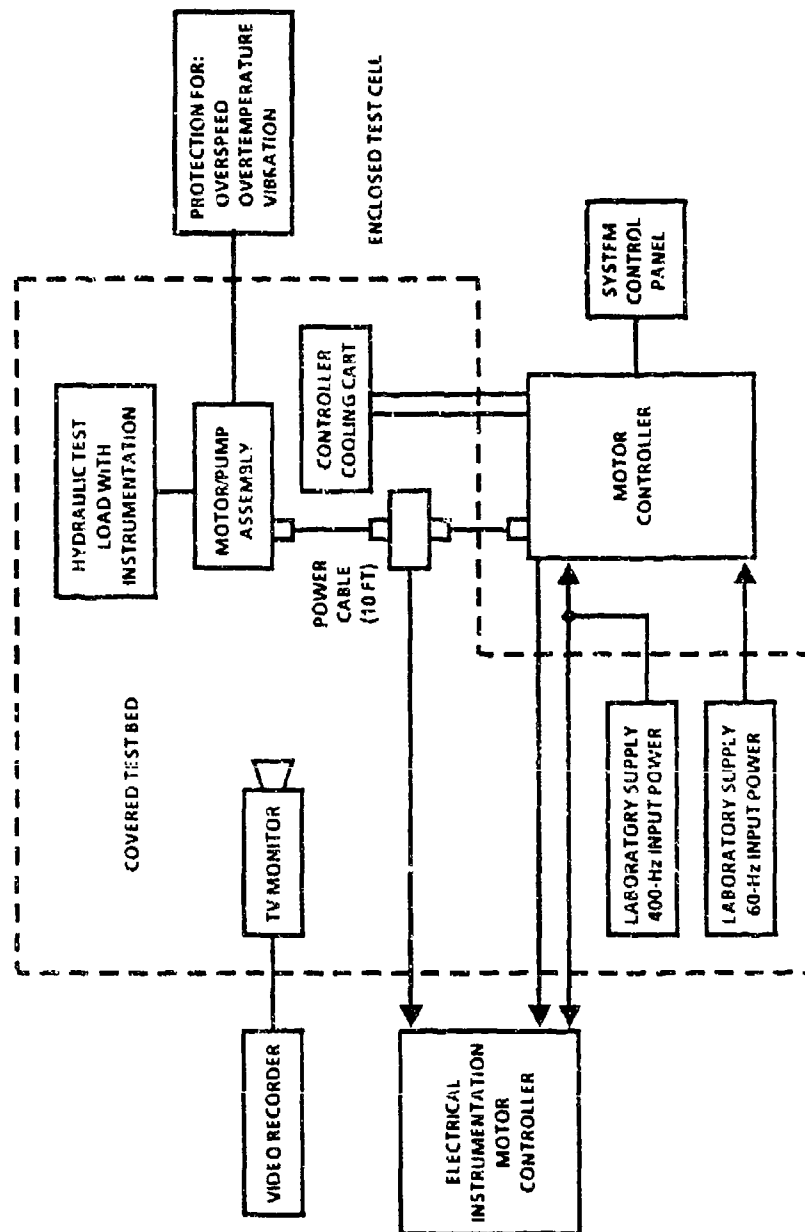 HYDRAULIC TEST
LOAD WITH
INSTRUMENTATION
COVERED TEST BED
PROTECTION FOR:
OVERSPEED
OVERTEMPERATURE
VIBRATION
MOTOR/PUMP
ASSEMBLY
VIDEO RECORDER
TV MONITOR
CONTROLLER
COOLING CART
POWER
CABLE
(10 FT)
ENCLOSED TEST CELL
ELECTRICAL
INSTRUMENTATION
MOTOR
CONTROLLER
LABORATORY SUPPLY
400-Hz INPUT POWER
MOTOR
CONTROLLER
SYSTEM
CONTROL
PANEL
LABORATORY SUPPLY
60-Hz INPUT POWER